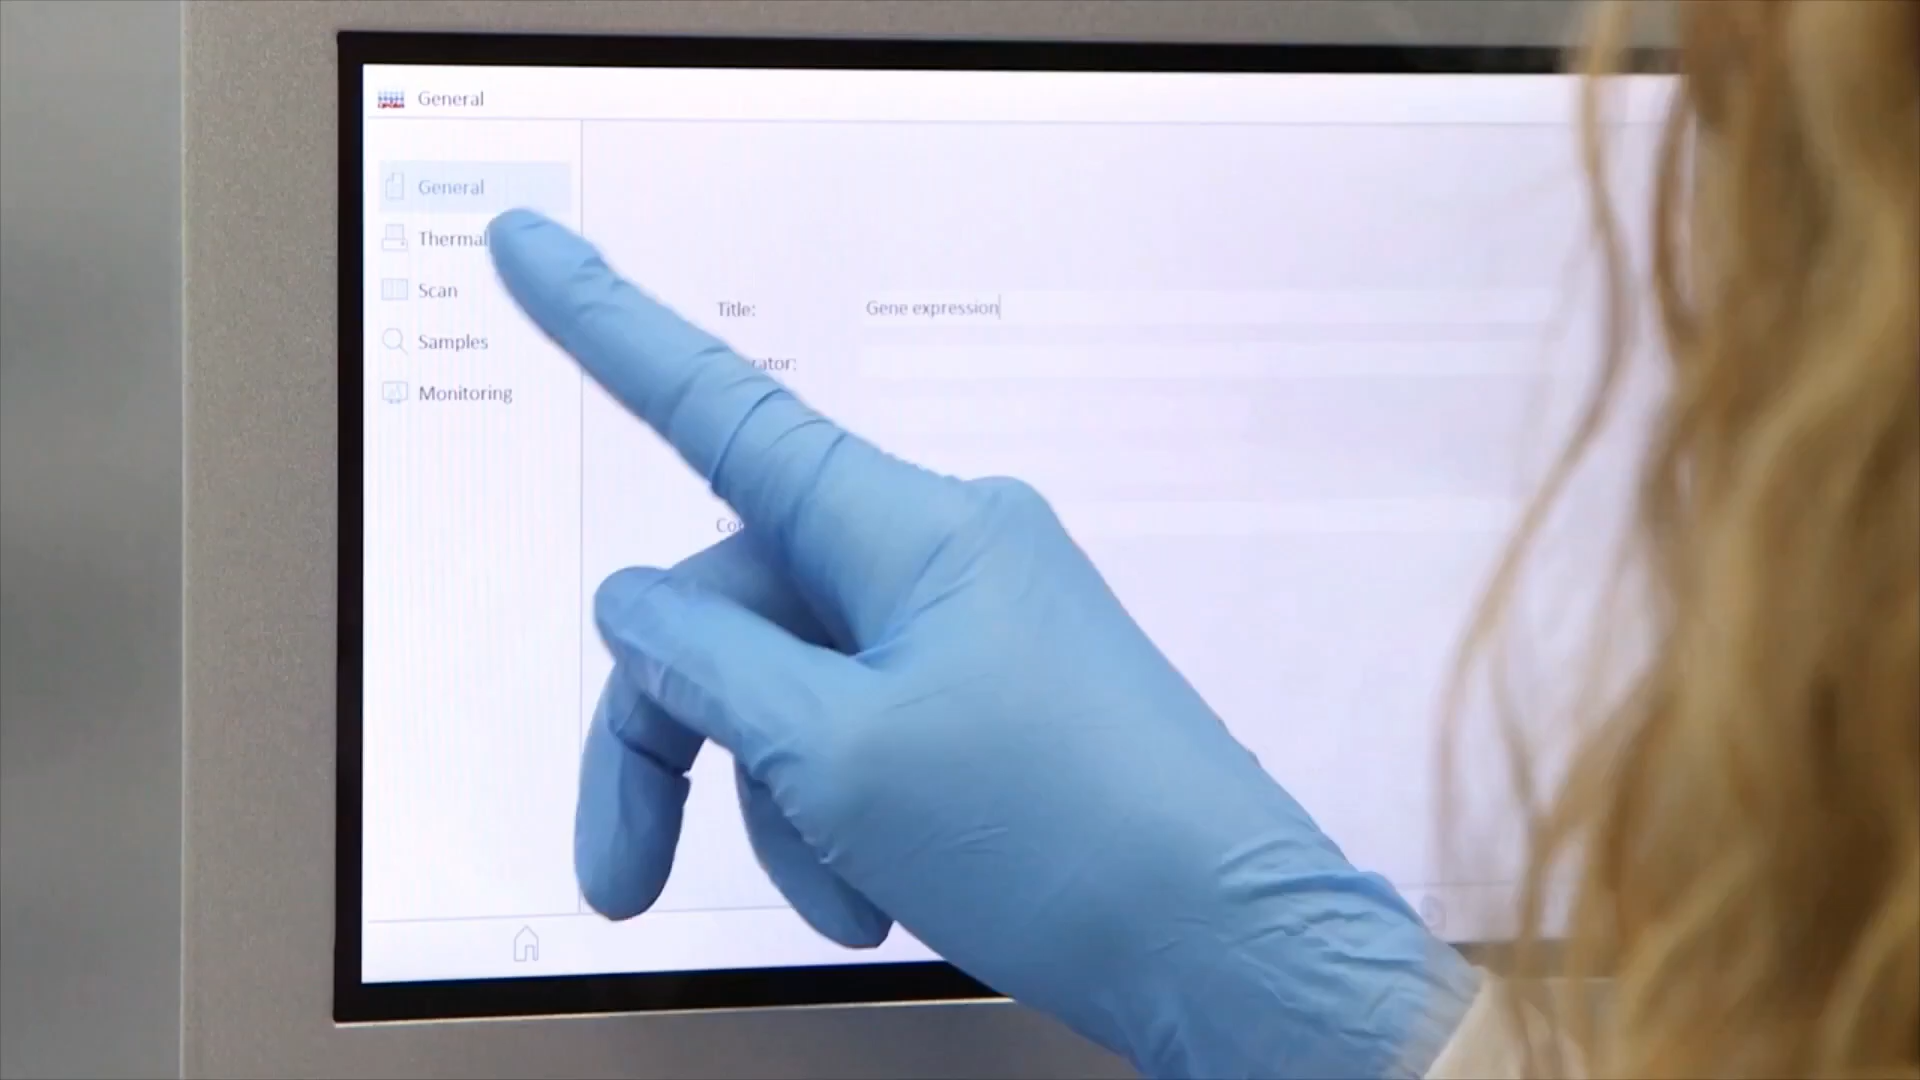 General
General
Thermal
Scan
Samples
Monitoring
Title: Gene expression